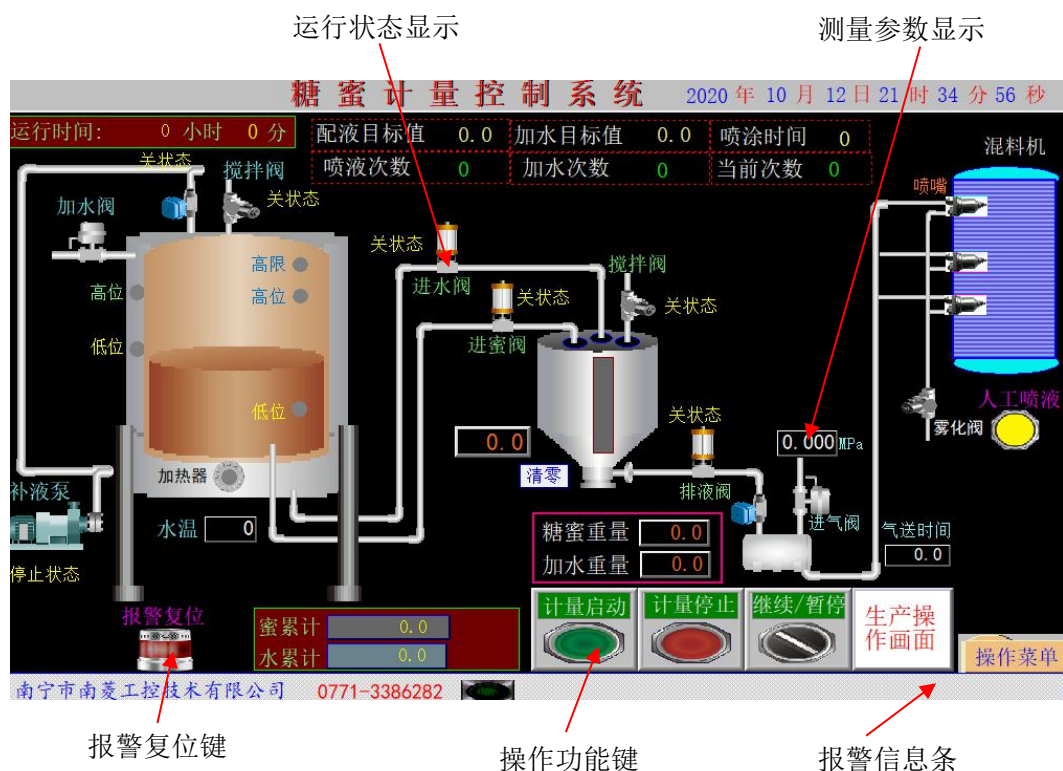 运行状态显示
测量参数显示
糖蜜计量控制系统
2020 年 10 月 12日 21 时 34 分 56 秒
运行时间: 0 小时 0 分
配液目标值 0.0 加水目标值 0.0 喷涂时间 0
喷液次数 0 加水次数 0 当前次数 0
混料机
关状态
搅拌阀
关状态
加水阀
喷嘴
高限
高位
高位
低位
低位
关状态
进水阀
关状态
进蜜阀
搅拌阀
关状态
加热器
补液泵
停止状态
水温 0
0.0
清零
关状态
排液阀
0.000 MPa
进气阀
气送时间
0.0
人工喷液
雾化阀
糖蜜重量 0.0
加水重量 0.0
报警复位
蜜累计 0.0
水累计 0.0
计量启动
计量停止
继续/暂停
生产操
作画面
操作菜单
南宁市南菱工控技术有限公司 0771-3386282
报警复位键
操作功能键
报警信息条